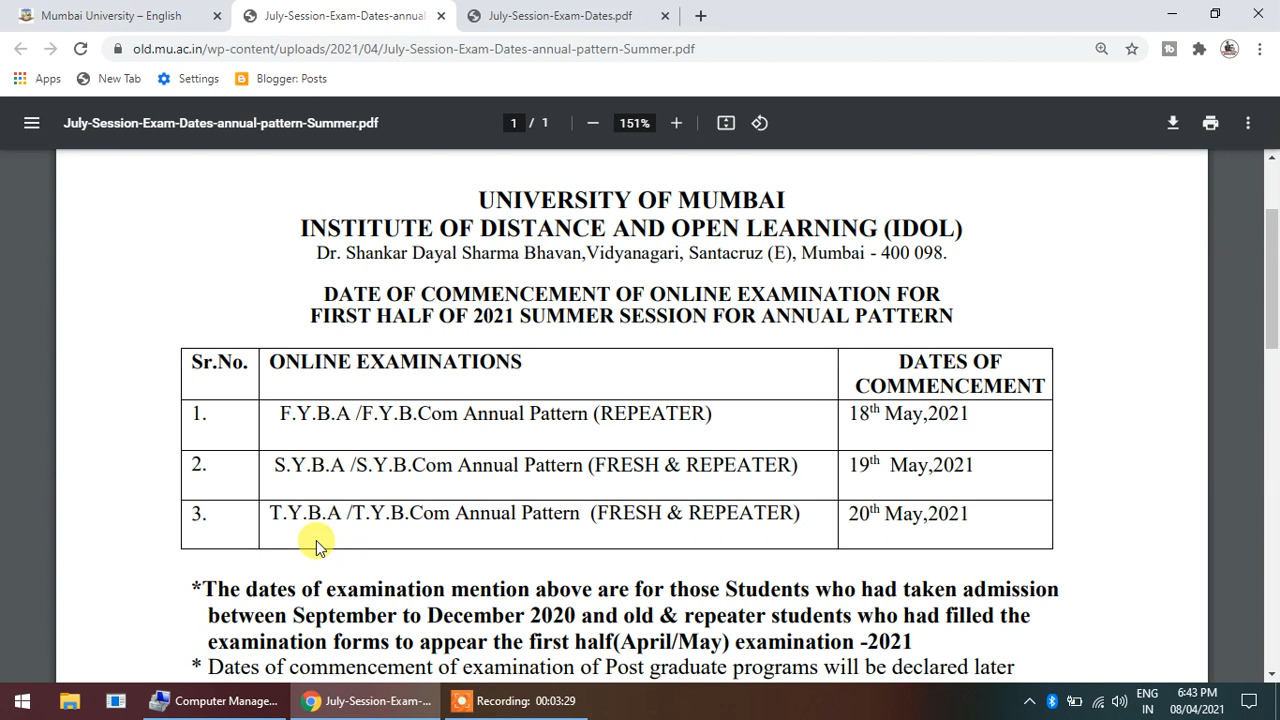 Mumbai University – English
July-Session-Exam-Dates-annual-
July-Session-Exam-Dates.pdf
old.mu.ac.in/wp-content/uploads/2021/04/July-Session-Exam-Dates-annual-pattern-Summer.pdf
Apps New Tab Settings Blogger: Posts
July-Session-Exam-Dates-annual-pattern-Summer.pdf 1 / 1 151%
UNIVERSITY OF MUMBAI
INSTITUTE OF DISTANCE AND OPEN LEARNING (IDOL)
Dr. Shankar Dayal Sharma Bhavan,Vidyanagari, Santacruz (E), Mumbai - 400 098.
DATE OF COMMENCEMENT OF ONLINE EXAMINATION FOR
FIRST HALF OF 2021 SUMMER SESSION FOR ANNUAL PATTERN
Sr.No. ONLINE EXAMINATIONS DATES OF
COMMENCEMENT
1. F.Y.B.A /F.Y.B.Com Annual Pattern (REPEATER) 18th May,2021
2. S.Y.B.A /S.Y.B.Com Annual Pattern (FRESH & REPEATER) 19th May,2021
3. T.Y.B.A /T.Y.B.Com Annual Pattern (FRESH & REPEATER) 20th May,2021
*The dates of examination mention above are for those Students who had taken admission
between September to December 2020 and old & repeater students who had filled the
examination forms to appear the first half(April/May) examination -2021
* Dates of commencement of examination of Post graduate programs will be declared later
Computer Manage... July-Session-Exam-... Recording: 00:03:29
ENG
IN
6:43 PM
08/04/2021